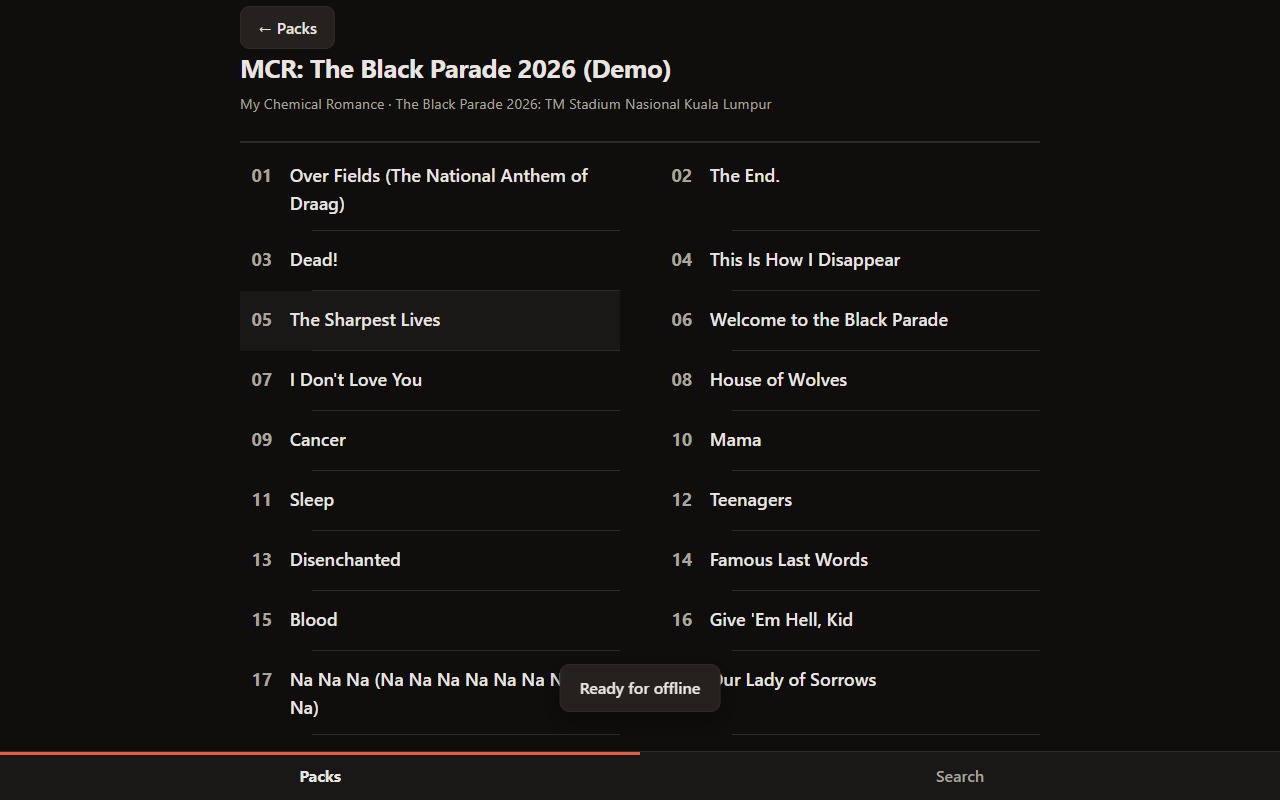 ← Packs
MCR: The Black Parade 2026 (Demo)
My Chemical Romance · The Black Parade 2026: TM Stadium Nasional Kuala Lumpur
01 Over Fields (The National Anthem of
Draag)
02 The End.
03 Dead!
04 This Is How I Disappear
05 The Sharpest Lives
06 Welcome to the Black Parade
07 I Don't Love You
08 House of Wolves
09 Cancer
10 Mama
11 Sleep
12 Teenagers
13 Disenchanted
14 Famous Last Words
15 Blood
16 Give 'Em Hell, Kid
17 Na Na Na (Na Na Na Na Na Na
Na)
Lady of Sorrows
Ready for offline
Packs
Search